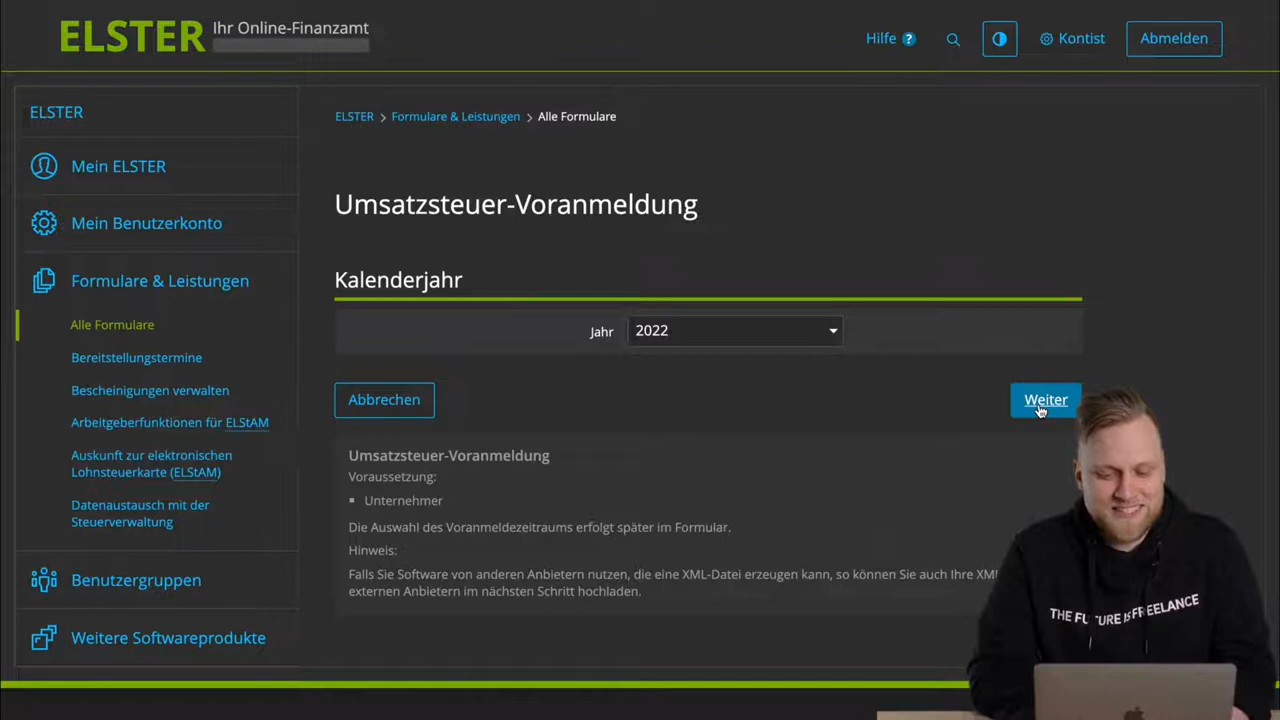 ELSTER
Ihr Online-Finanzamt
Hilfe ?
Kontist
Abmelden
ELSTER
Mein ELSTER
Mein Benutzerkonto
Formulare & Leistungen
Alle Formulare
Bereitstellungstermine
Bescheinigungen verwalten
Arbeitgeberfunktionen für ELStAM
Auskunft zur elektronischen
Lohnsteuerkarte (ELStAM)
Datenaustausch mit der
Steuerverwaltung
Benutzergruppen
Weitere Softwareprodukte
ELSTER > Formulare & Leistungen > Alle Formulare
Umsatzsteuer-Voranmeldung
Kalenderjahr
Jahr 2022
Abbrechen
Weiter
Umsatzsteuer-Voranmeldung
Voraussetzung:
▪ Unternehmer
Die Auswahl des Voranmeldezeitraums erfolgt später im Formular.
Hinweis:
Falls Sie Software von anderen Anbietern nutzen, die eine XML-Datei erzeugen kann, so können Sie auch Ihre XM
externen Anbietern im nächsten Schritt hochladen.
THE FUTURE IS FREELANCE